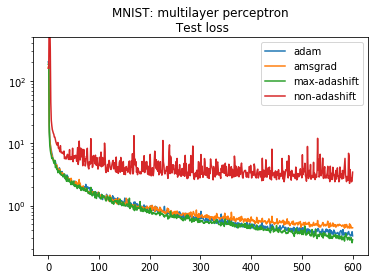 MNIST: multilayer perceptron
Test loss
adam
amsgrad
max-adashift
non-adashift
10²
10¹
10⁰
0 100 200 300 400 500 600